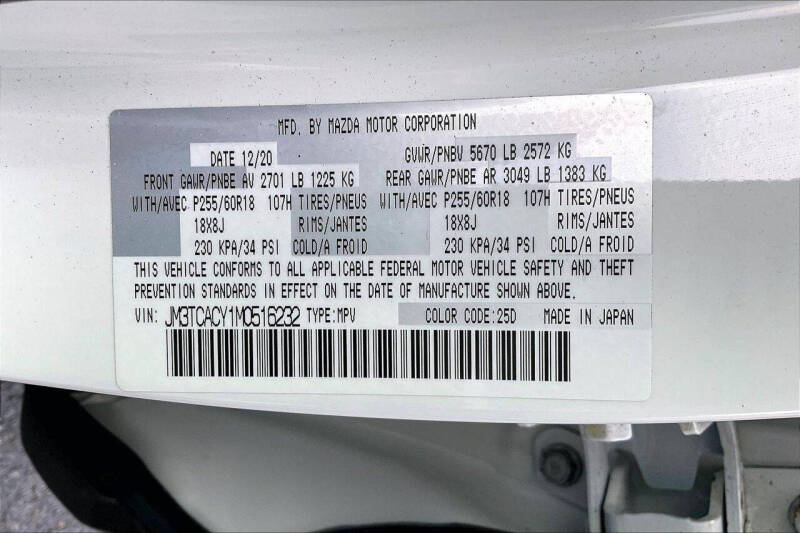 MFD. BY MAZDA MOTOR CORPORATION
DATE 12/20 GVWR/PNBV 5670 LB 2572 KG
FRONT GAWR/PNBE AV 2701 LB 1225 KG REAR GAWR/PNBE AR 3049 LB 1383 KG
WITH/AVEC P255/60R18 107H TIRES/PNEUS WITH/AVEC P255/60R18 107H TIRES/PNEUS
18X8J RIMS/JANTES 18X8J RIMS/JANTES
230 KPA/34 PSI COLD/A FROID 230 KPA/34 PSI COLD/A FROID
THIS VEHICLE CONFORMS TO ALL APPLICABLE FEDERAL MOTOR VEHICLE SAFETY AND THEFT
PREVENTION STANDARDS IN EFFECT ON THE DATE OF MANUFACTURE SHOWN ABOVE.
VIN: JM3TCACY1M0516232 TYPE:MPV COLOR CODE:25D MADE IN JAPAN